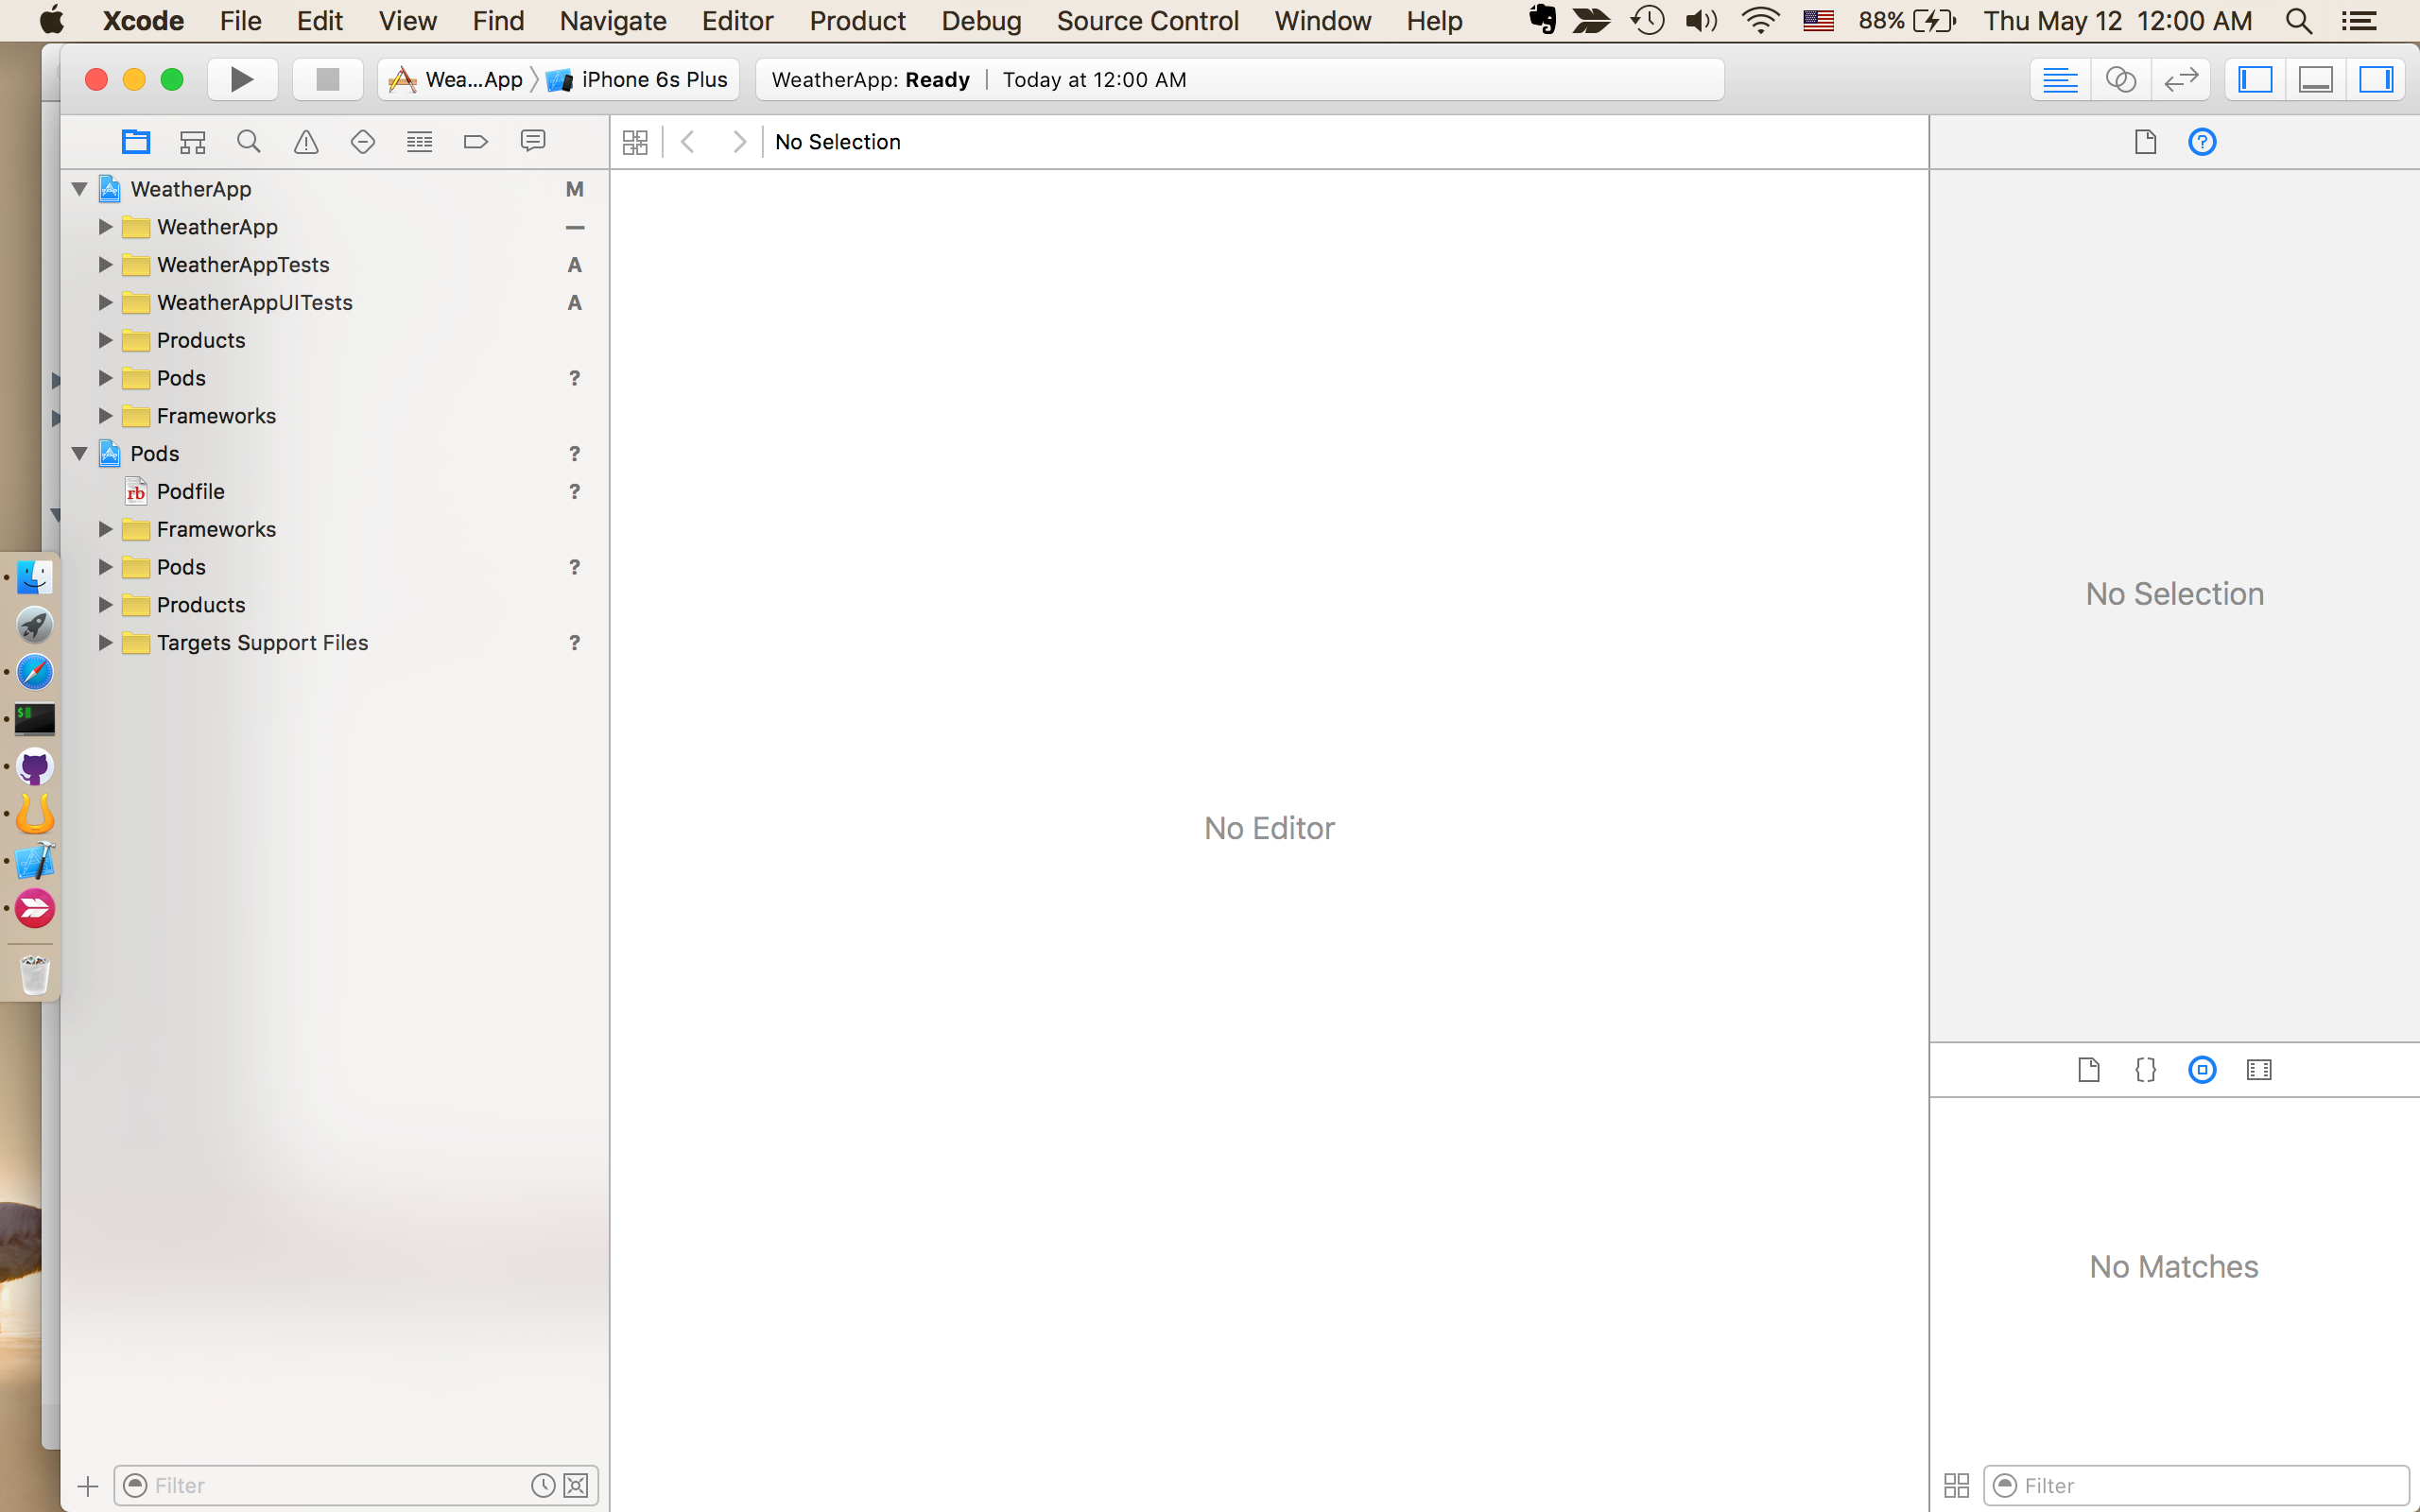 Xcode File Edit View Find Navigate Editor Product Debug Source Control Window Help 88% Thu May 12 12:00 AM
Wea...App iPhone 6s Plus WeatherApp: Ready | Today at 12:00 AM
No Selection
WeatherApp M
WeatherApp —
WeatherAppTests A
WeatherAppUITests A
Products
Pods ?
Frameworks
Pods ?
rb Podfile ?
Frameworks
Pods ?
Products
Targets Support Files ?
No Editor
No Selection
No Matches
Filter
Filter